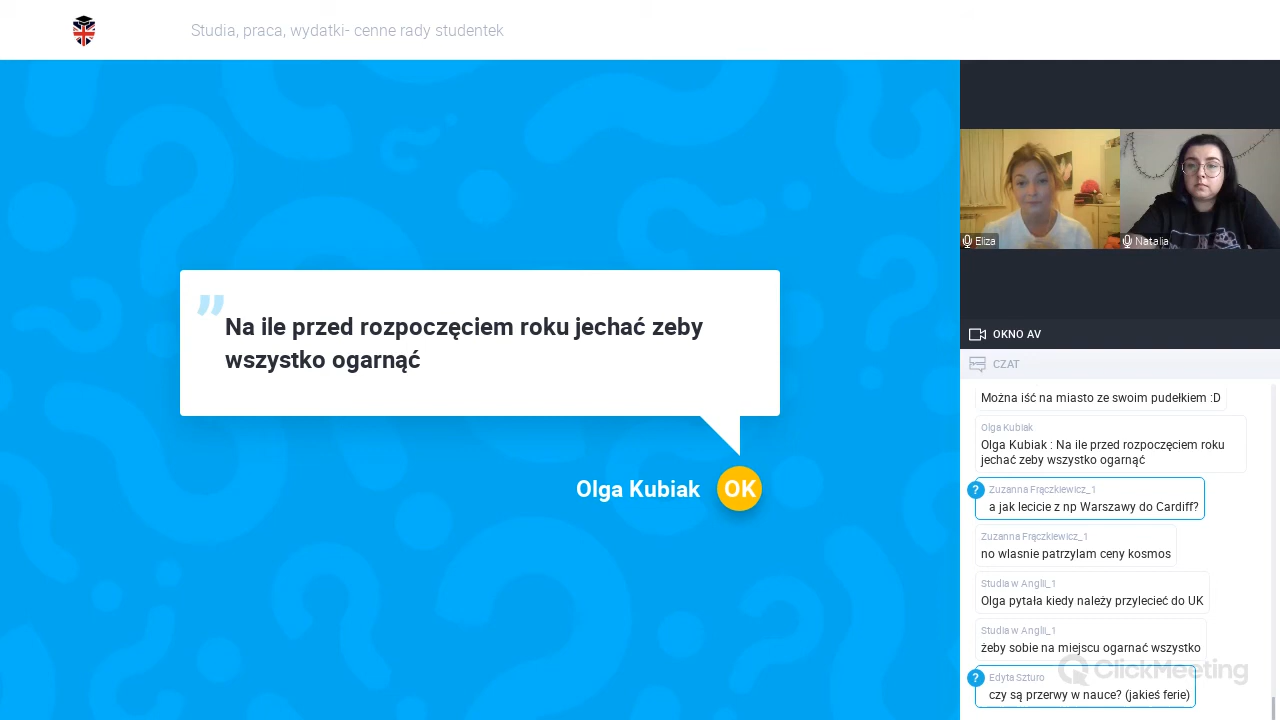 Studia, praca, wydatki- cenne rady studentek
”
Na ile przed rozpoczęciem roku jechać zeby
wszystko ogarnąć
Olga Kubiak
OK
Eliza
Natalia
OKNO AV
CZAT
Można iść na miasto ze swoim pudełkiem :D
Olga Kubiak
Olga Kubiak : Na ile przed rozpoczęciem roku
jechać zeby wszystko ogarnąć
?
Zuzanna Frączkiewicz_1
a jak lecicie z np Warszawy do Cardiff?
Zuzanna Frączkiewicz_1
no wlasnie patrzylam ceny kosmos
Studia w Anglii_1
Olga pytała kiedy należy przylecieć do UK
Studia w Anglii_1
żeby sobie na miejscu ogarnać wszystko
ClickMeeting
?
Edyta Szturo
czy są przerwy w nauce? (jakieś ferie)